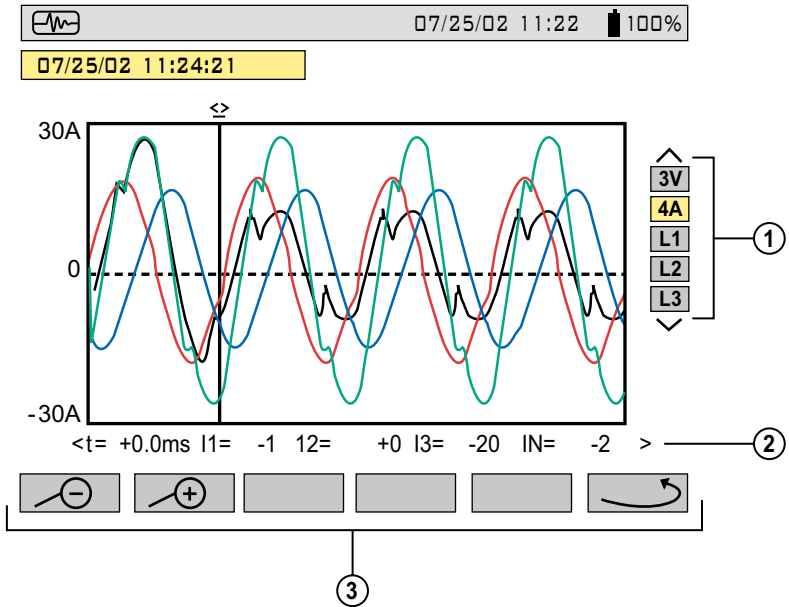 07/25/02 11:22 100%
07/25/02 11:24:21
<>
30A
0
-30A
3V
4A
L1
L2
L3
1
<t= +0.0ms I1= -1 12= +0 I3= -20 IN= -2 >
2
3